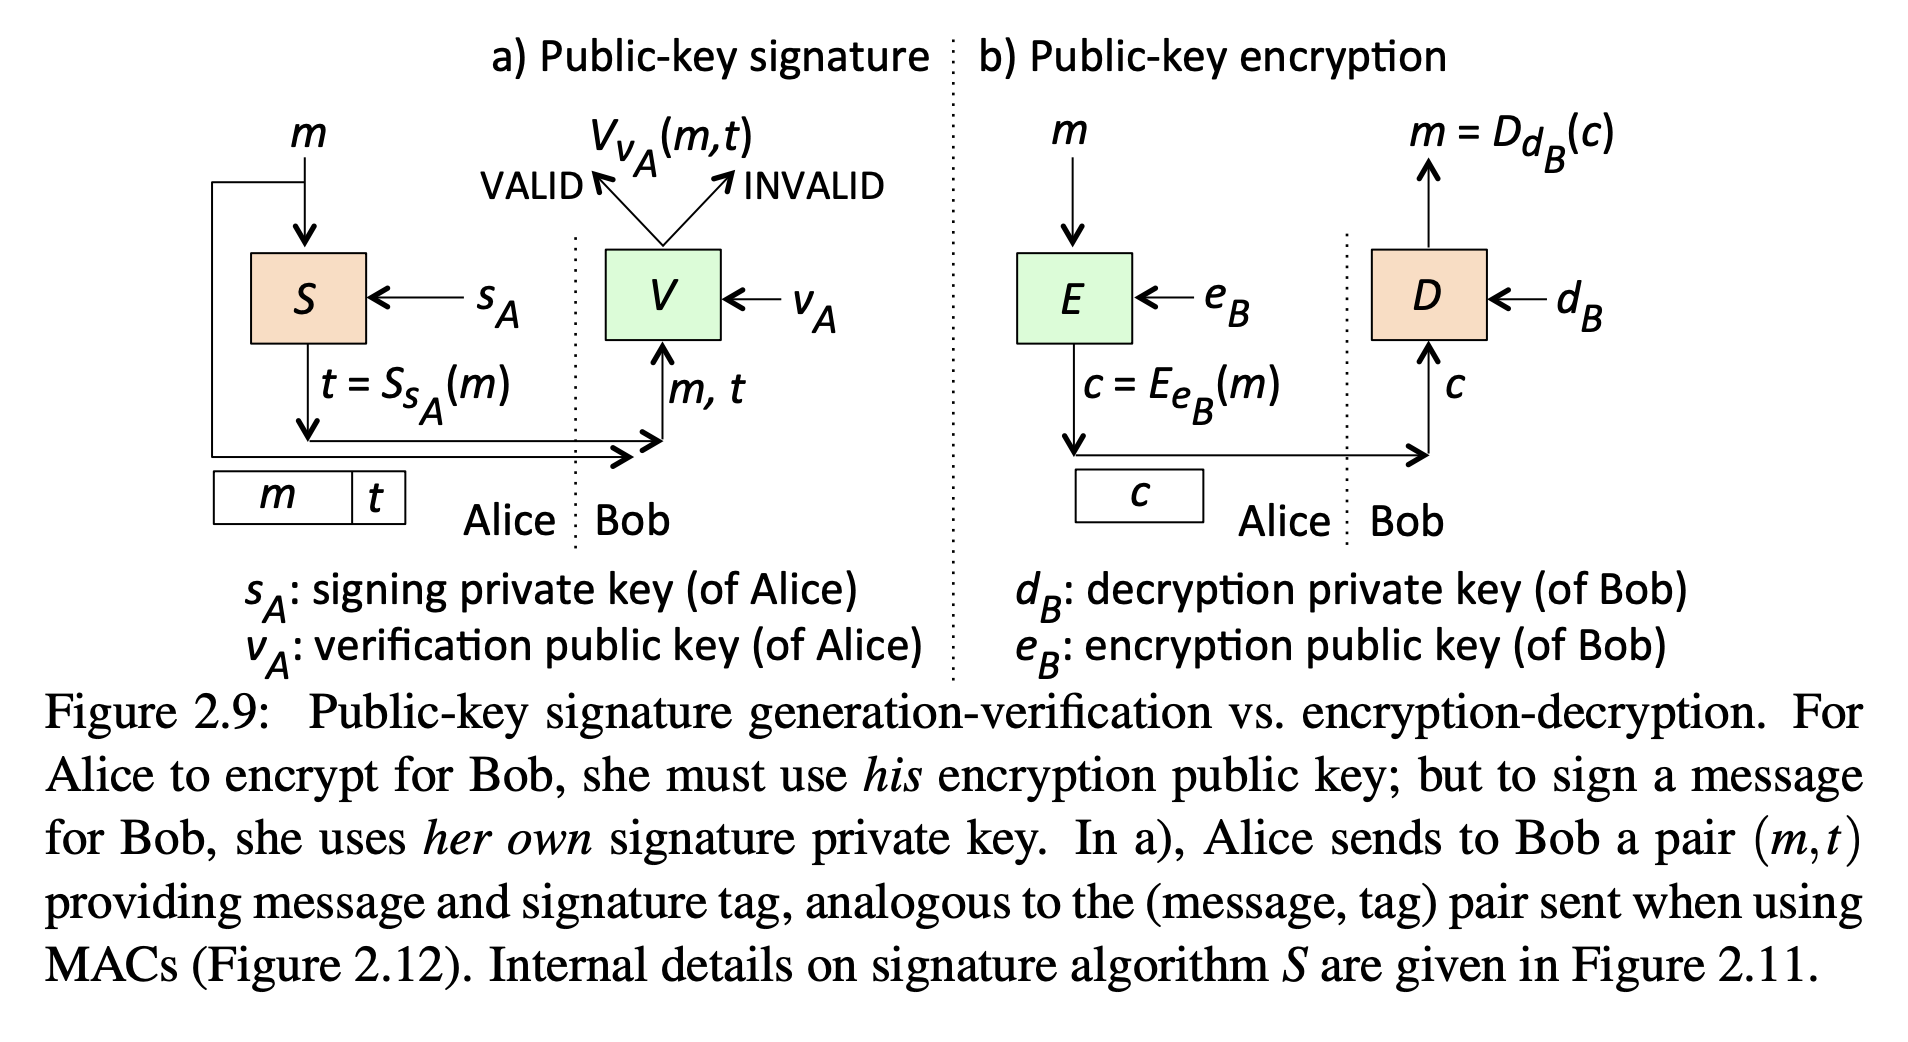 a) Public-key signature
m
V_{v_A}(m,t)
VALID
INVALID
S
s_A
V
v_A
t = S_{s_A}(m)
m, t
m t
Alice
Bob
s_A: signing private key (of Alice)
v_A: verification public key (of Alice)
b) Public-key encryption
m
m = D_{d_B}(c)
E
e_B
D
d_B
c = E_{e_B}(m)
c
c
Alice
Bob
d_B: decryption private key (of Bob)
e_B: encryption public key (of Bob)
Figure 2.9: Public-key signature generation-verification vs. encryption-decryption. For
Alice to encrypt for Bob, she must use his encryption public key; but to sign a message
for Bob, she uses her own signature private key. In a), Alice sends to Bob a pair (m,t)
providing message and signature tag, analogous to the (message, tag) pair sent when using
MACs (Figure 2.12). Internal details on signature algorithm S are given in Figure 2.11.